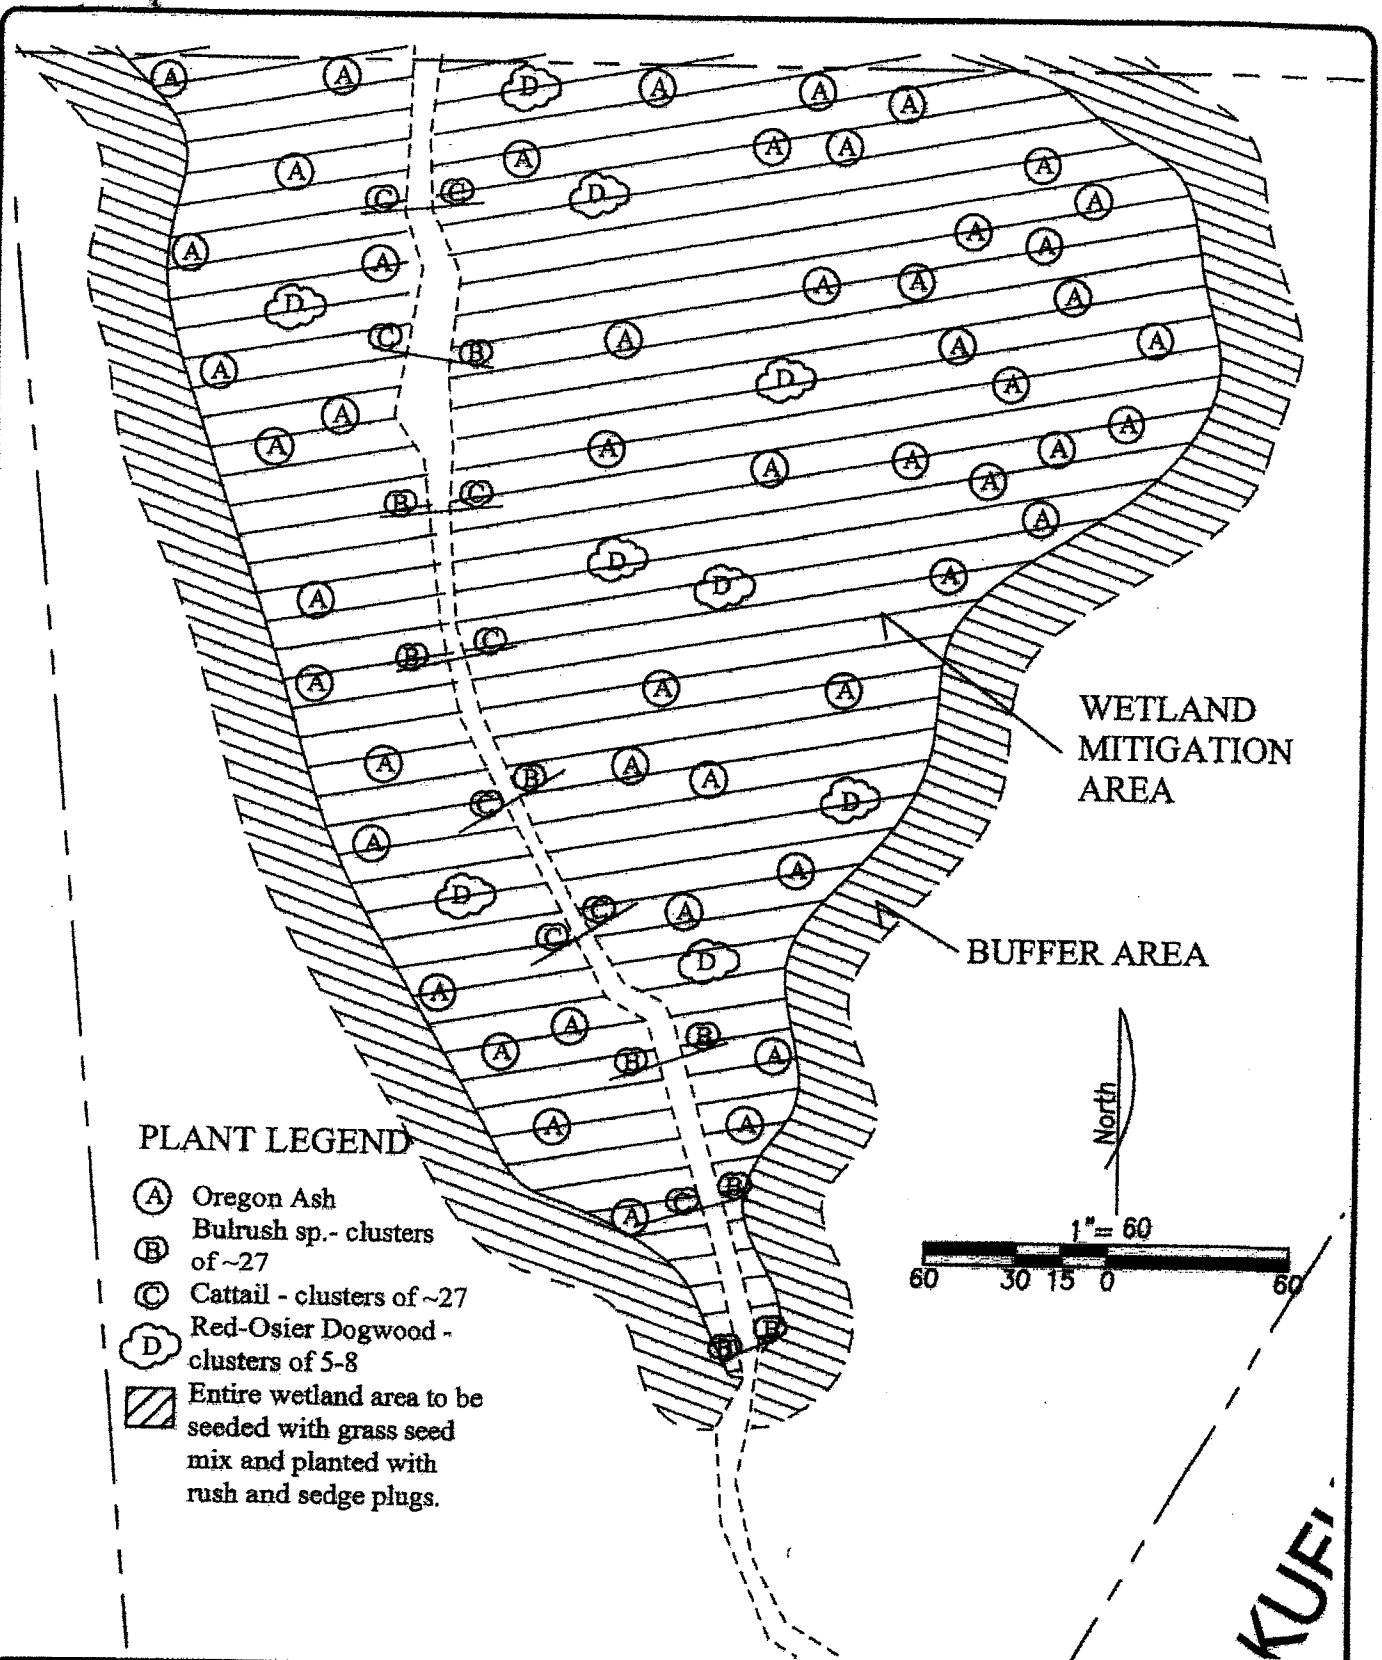 A A D A A A
A A A A
A C C D A
A
A A A A
D A A A
C B A A A
A D A
A A
A A A A A
B C A
A
D
D A
A
B C
A A A
A B A A
C D
A A
D C A
C D
A
A A B A
B
A A
B
A C
B B
WETLAND
MITIGATION
AREA
BUFFER AREA
North
1"= 60
60 30 15 0 60
PLANT LEGEND
A Oregon Ash
Bulrush sp.- clusters
B of ~27
C Cattail - clusters of ~27
Red-Osier Dogwood -
D clusters of 5-8
Entire wetland area to be
seeded with grass seed
mix and planted with
rush and sedge plugs.